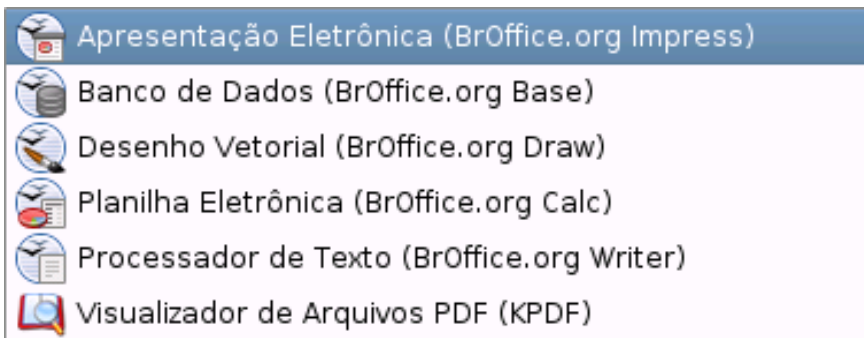 Apresentação Eletrônica (BrOffice.org Impress)
Banco de Dados (BrOffice.org Base)
Desenho Vetorial (BrOffice.org Draw)
Planilha Eletrônica (BrOffice.org Calc)
Processador de Texto (BrOffice.org Writer)
Visualizador de Arquivos PDF (KPDF)